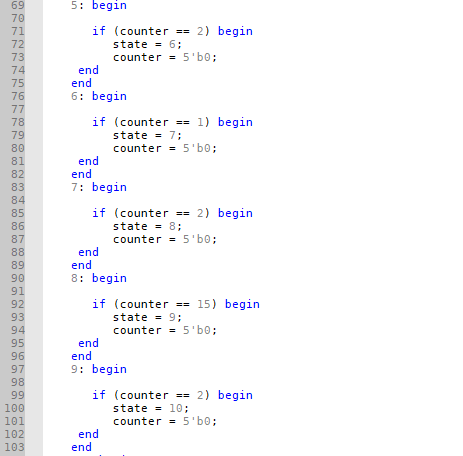 69 5: begin
70
71 if (counter == 2) begin
72 state = 6;
73 counter = 5'b0;
74 end
75 end
76 6: begin
77
78 if (counter == 1) begin
79 state = 7;
80 counter = 5'b0;
81 end
82 end
83 7: begin
84
85 if (counter == 2) begin
86 state = 8;
87 counter = 5'b0;
88 end
89 end
90 8: begin
91
92 if (counter == 15) begin
93 state = 9;
94 counter = 5'b0;
95 end
96 end
97 9: begin
98
99 if (counter == 2) begin
100 state = 10;
101 counter = 5'b0;
102 end
103 end